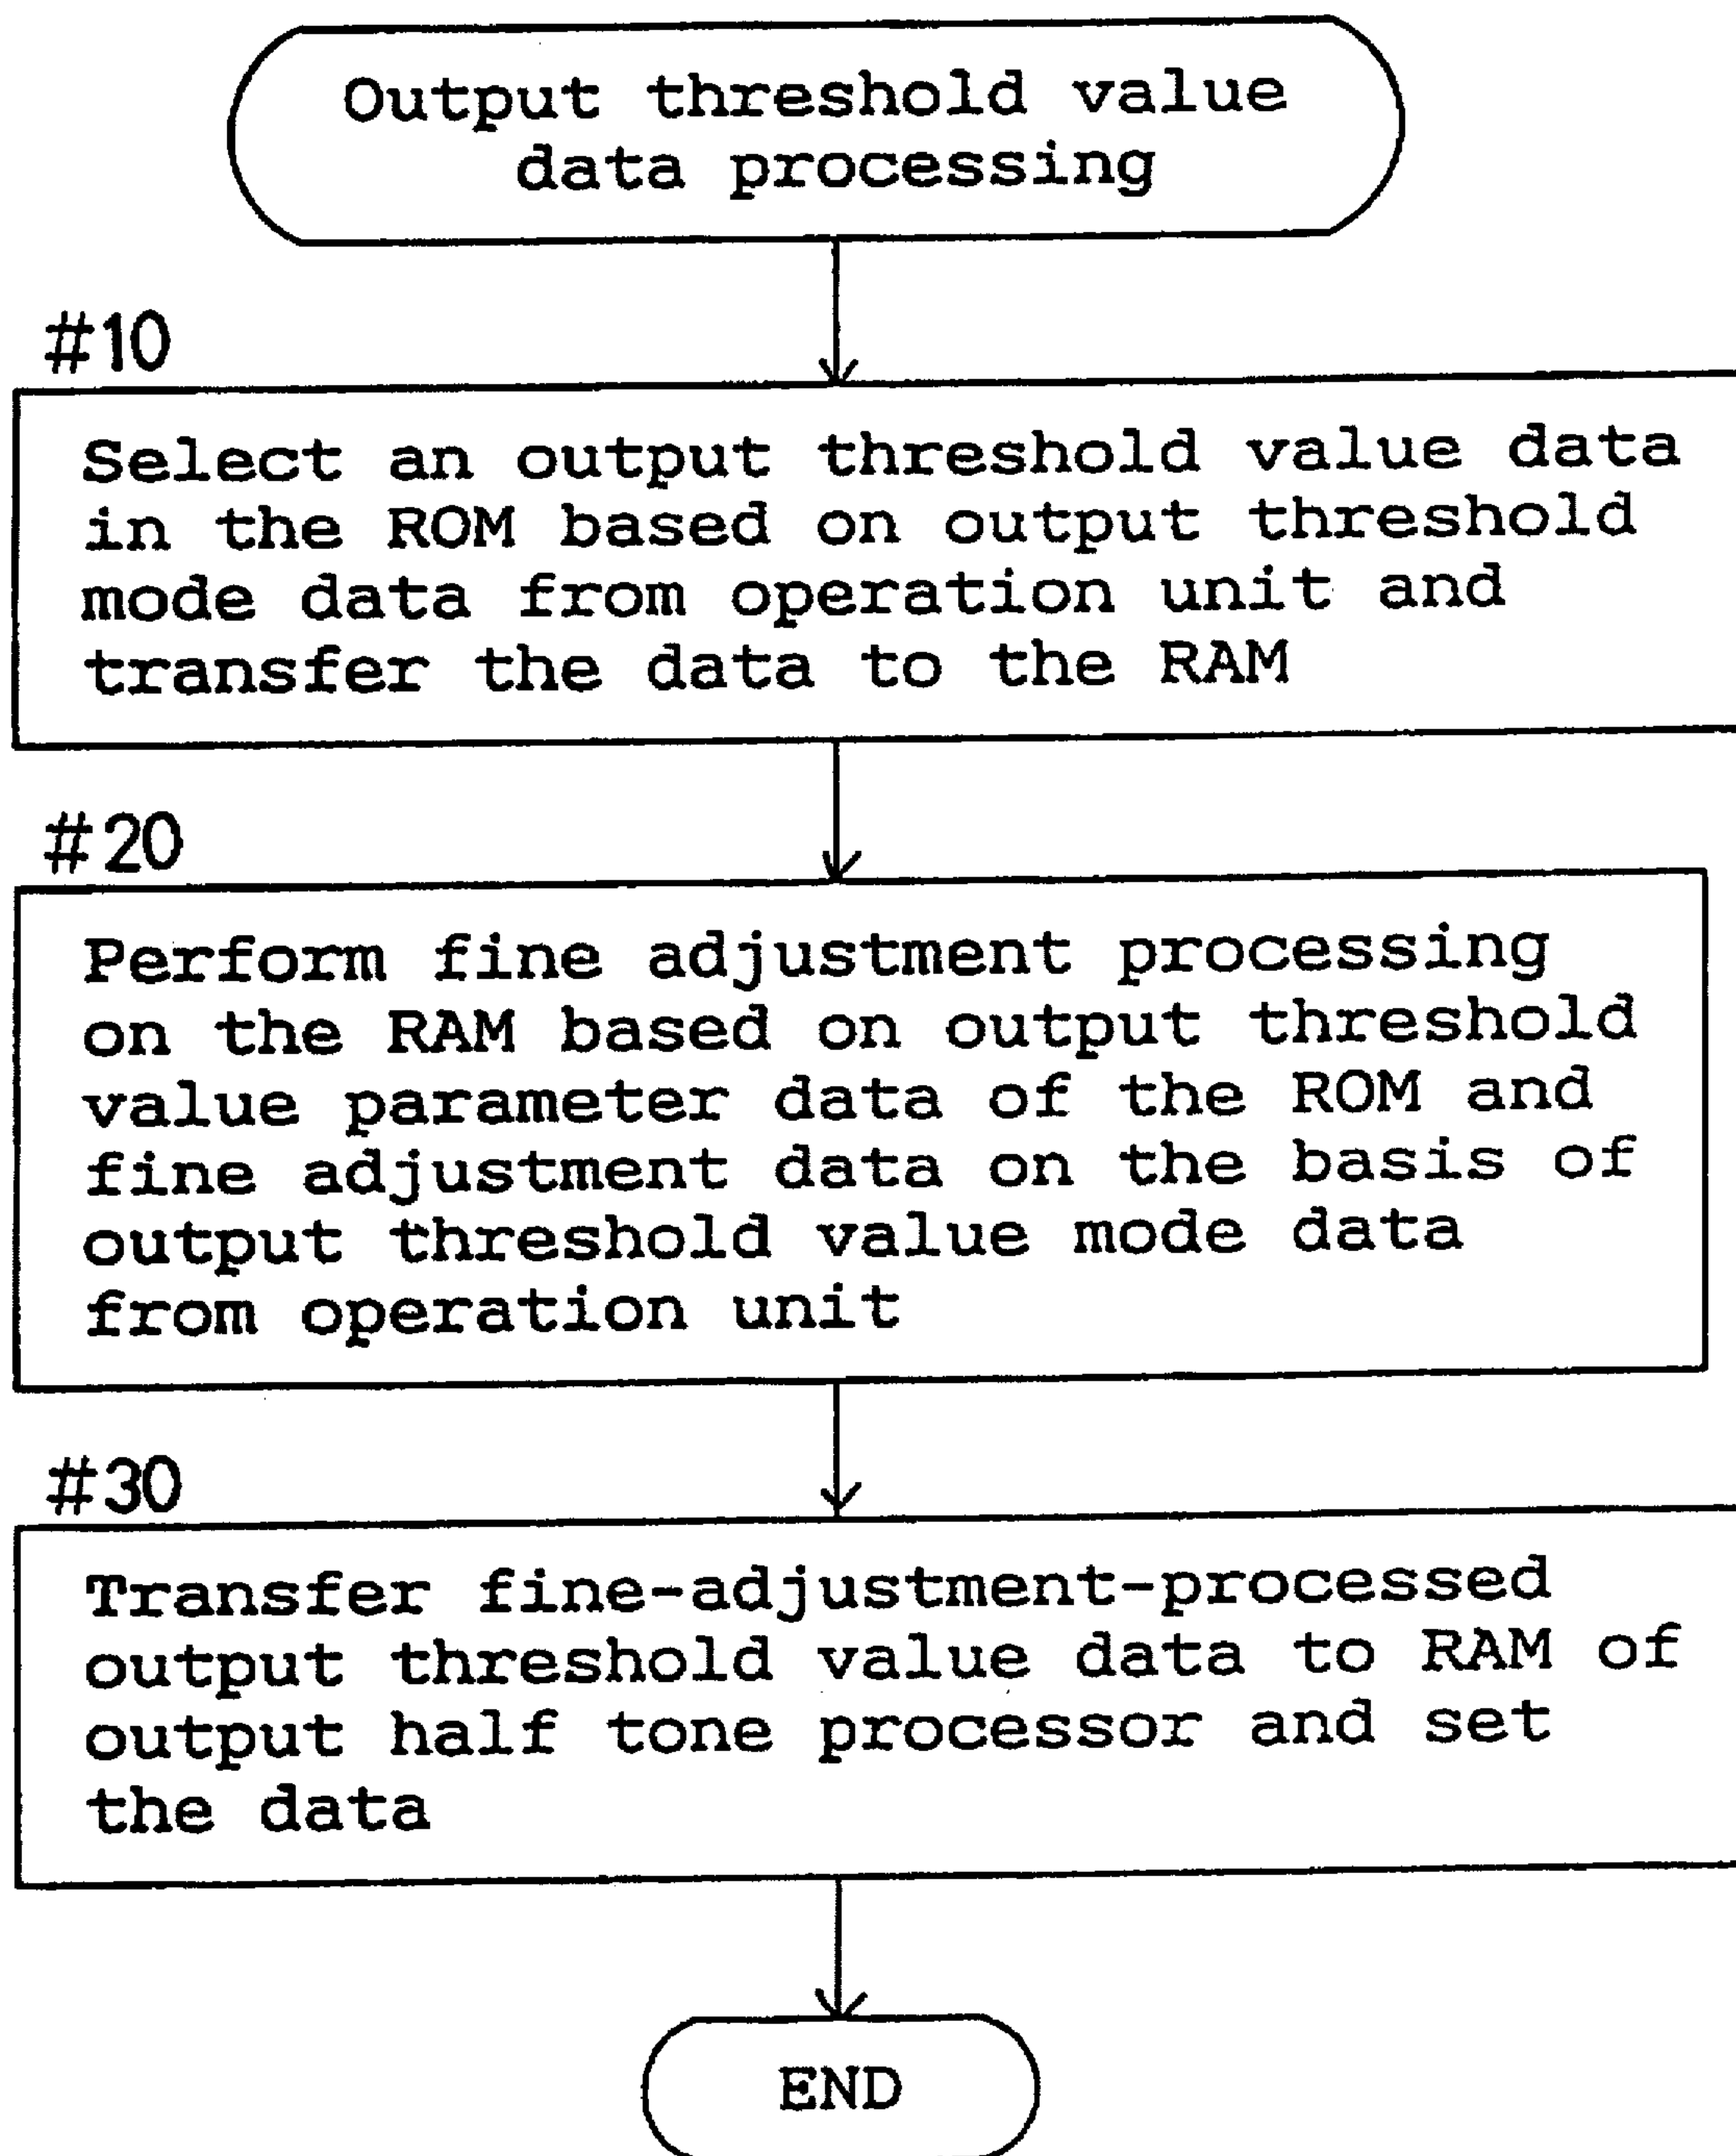 Output threshold value
data processing
#10
Select an output threshold value data
in the ROM based on output threshold
mode data from operation unit and
transfer the data to the RAM
#20
Perform fine adjustment processing
on the RAM based on output threshold
value parameter data of the ROM and
fine adjustment data on the basis of
output threshold value mode data
from operation unit
#30
Transfer fine-adjustment-processed
output threshold value data to RAM of
output half tone processor and set
the data
END